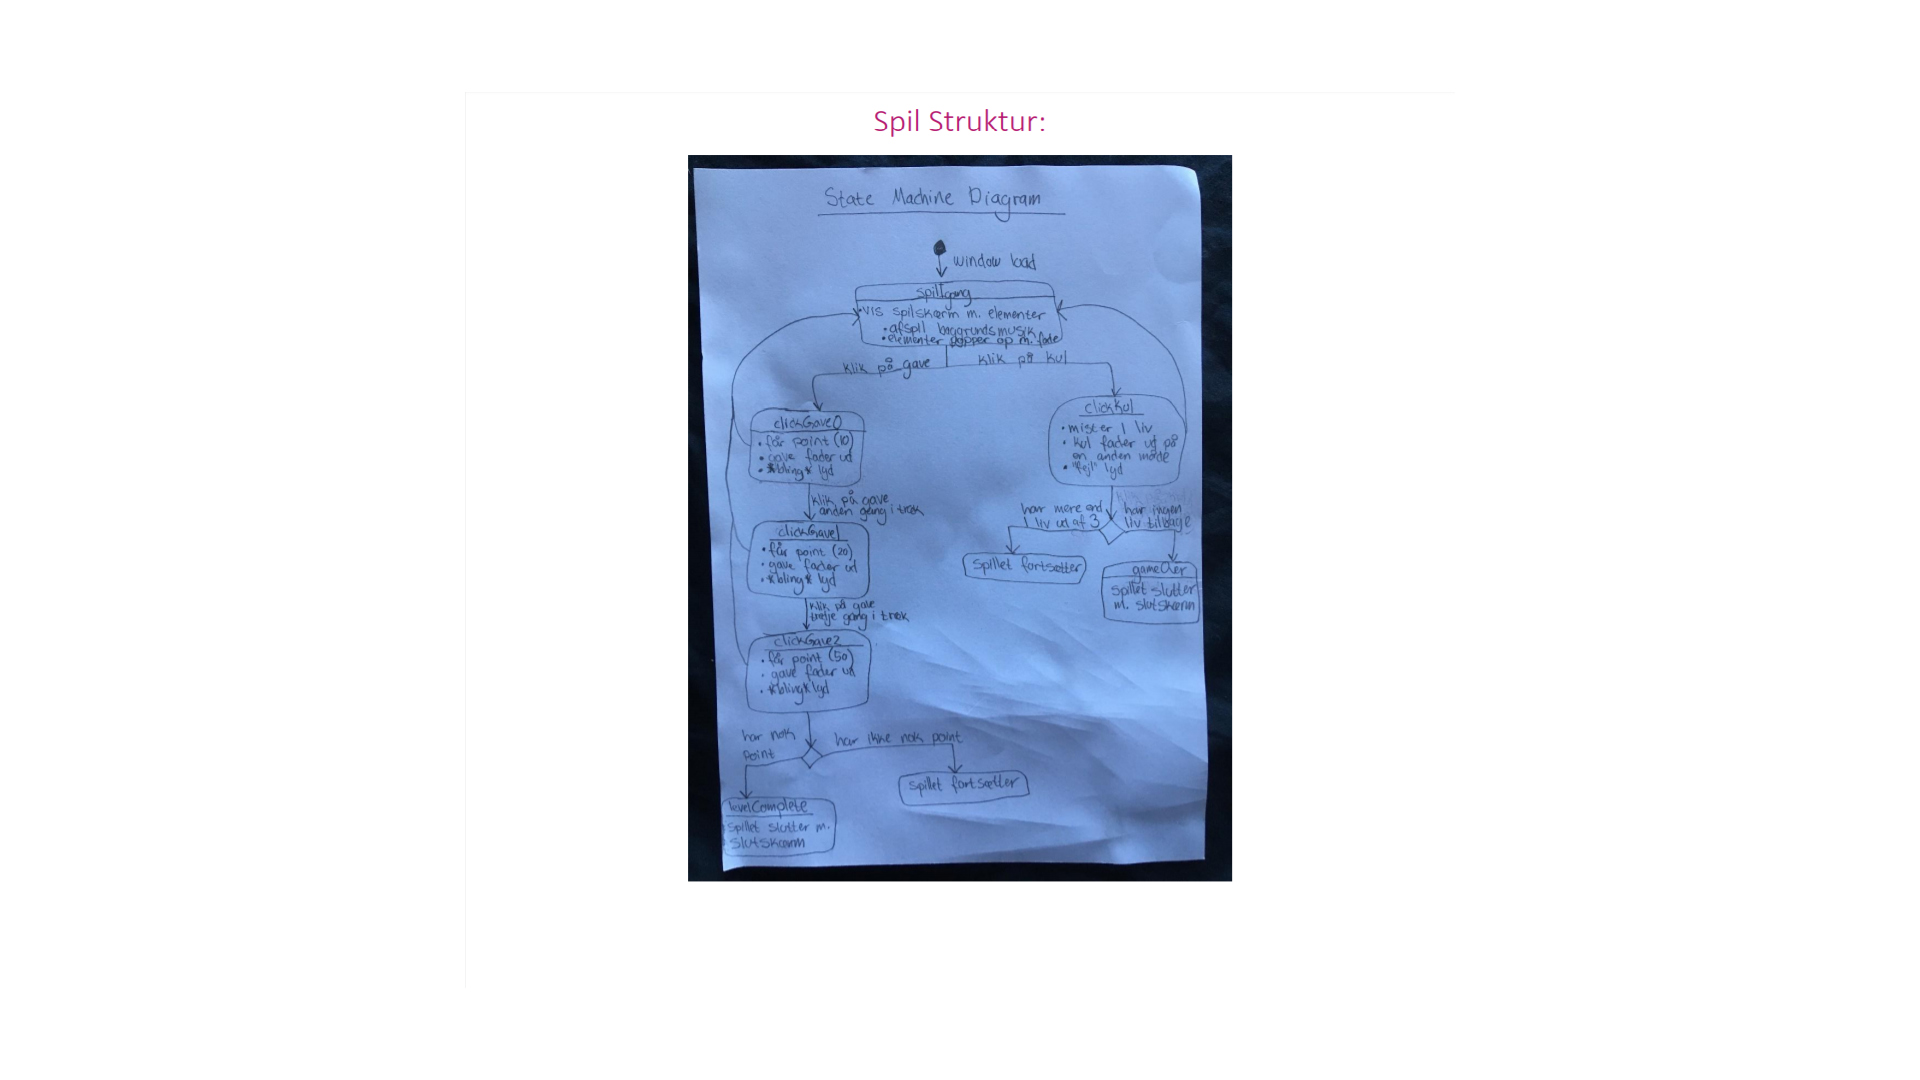 Spil Struktur:
State Machine Diagram
window load
spilIgang
•vis spilskærm m. elementer
•afspil baggrundsmusik
•elementer popper op m. fade
klik på gave
klik på kul
clickGave0
• får point (10)
• gave fader ud
• *bling* lyd
clickKul
• mister 1 liv
• kul fader ud på
en anden måde
• "fejl" lyd
klik på gave
anden gang i træk
har mere end
1 liv ud af 3
har ingen
liv tilbage
clickGave1
• får point (20)
• gave fader ud
• *bling* lyd
spillet fortsætter
gameOver
spillet slutter
m. slutskærm
klik på gave
tredje gang i træk
clickGave2
• får point (50)
• gave fader ud
• *bling* lyd
har nok
point
har ikke nok point
spillet fortsætter
levelComplete
spillet slutter m.
slutskærm